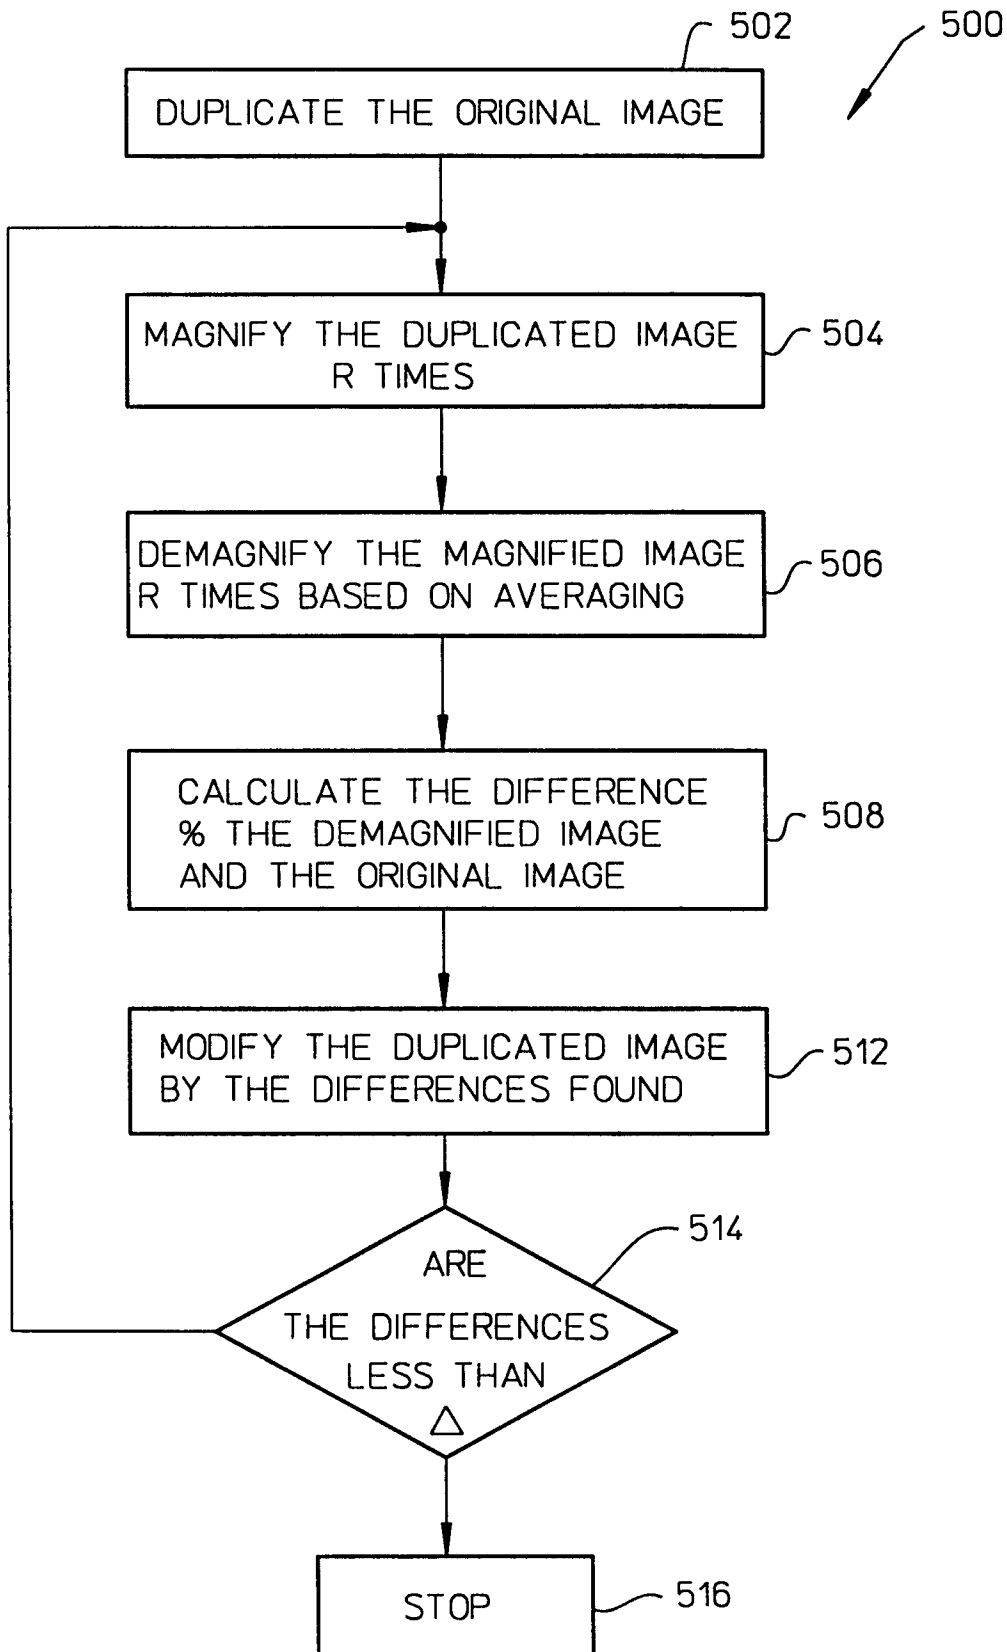 502
500
DUPLICATE THE ORIGINAL IMAGE
MAGNIFY THE DUPLICATED IMAGE
R TIMES
504
DEMAGNIFY THE MAGNIFIED IMAGE
R TIMES BASED ON AVERAGING
506
CALCULATE THE DIFFERENCE
% THE DEMAGNIFIED IMAGE
AND THE ORIGINAL IMAGE
508
MODIFY THE DUPLICATED IMAGE
BY THE DIFFERENCES FOUND
512
514
ARE
THE DIFFERENCES
LESS THAN
△
STOP
516